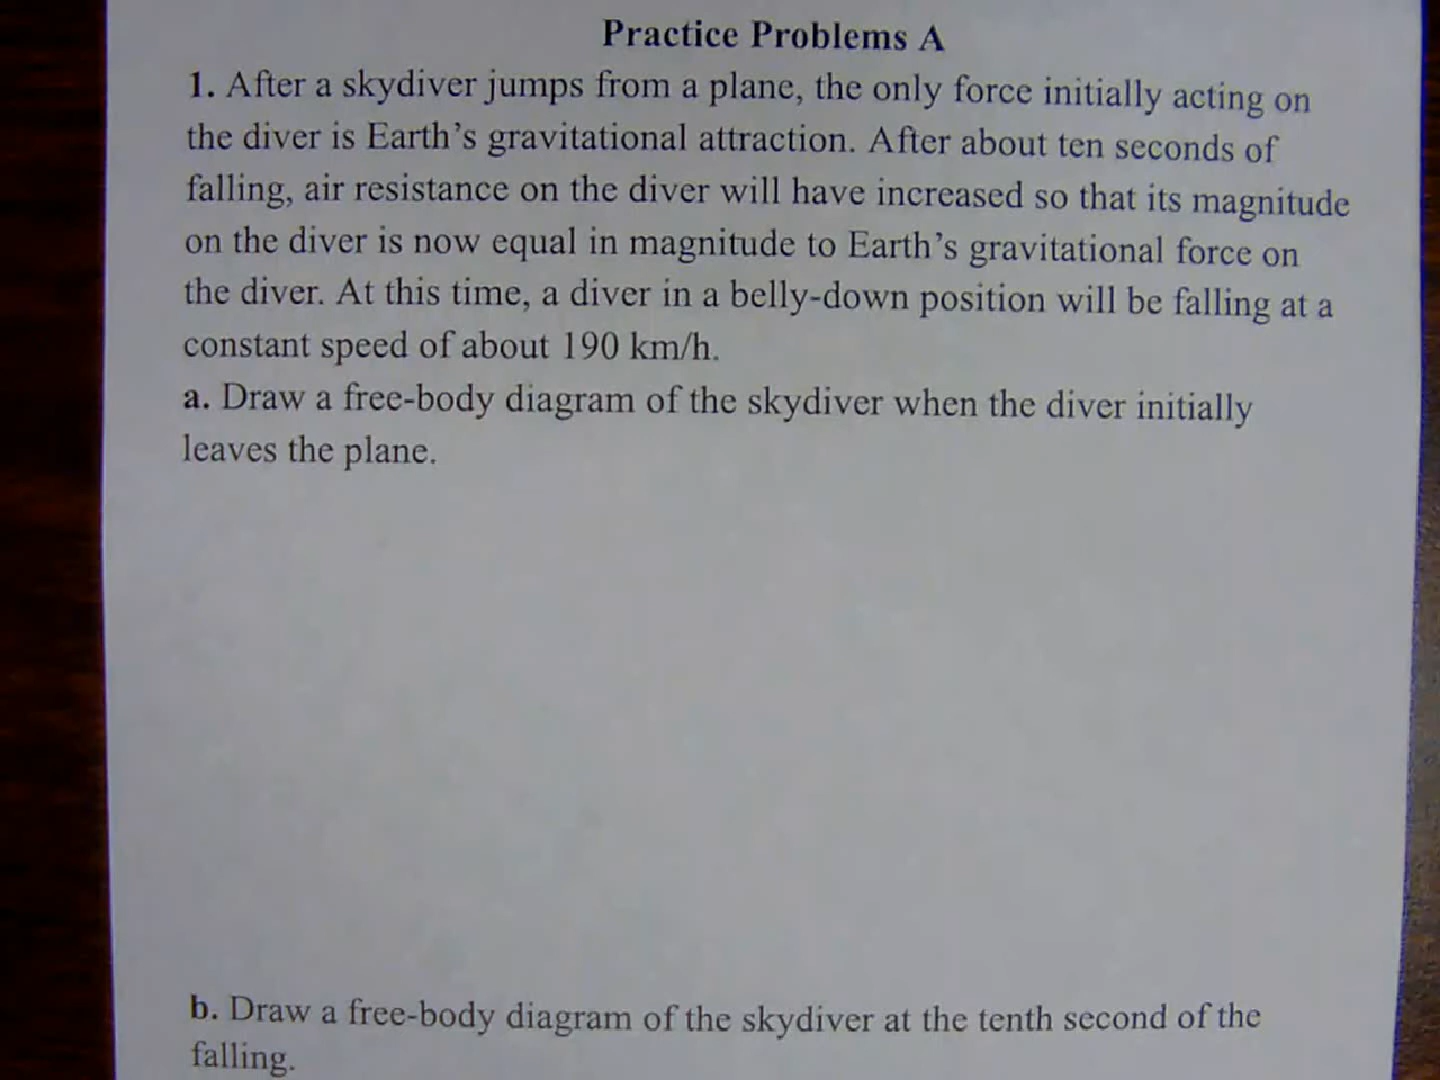 Practice Problems A
1. After a skydiver jumps from a plane, the only force initially acting on
the diver is Earth’s gravitational attraction. After about ten seconds of
falling, air resistance on the diver will have increased so that its magnitude
on the diver is now equal in magnitude to Earth’s gravitational force on
the diver. At this time, a diver in a belly-down position will be falling at a
constant speed of about 190 km/h.
a. Draw a free-body diagram of the skydiver when the diver initially
leaves the plane.
b. Draw a free-body diagram of the skydiver at the tenth second of the
falling.